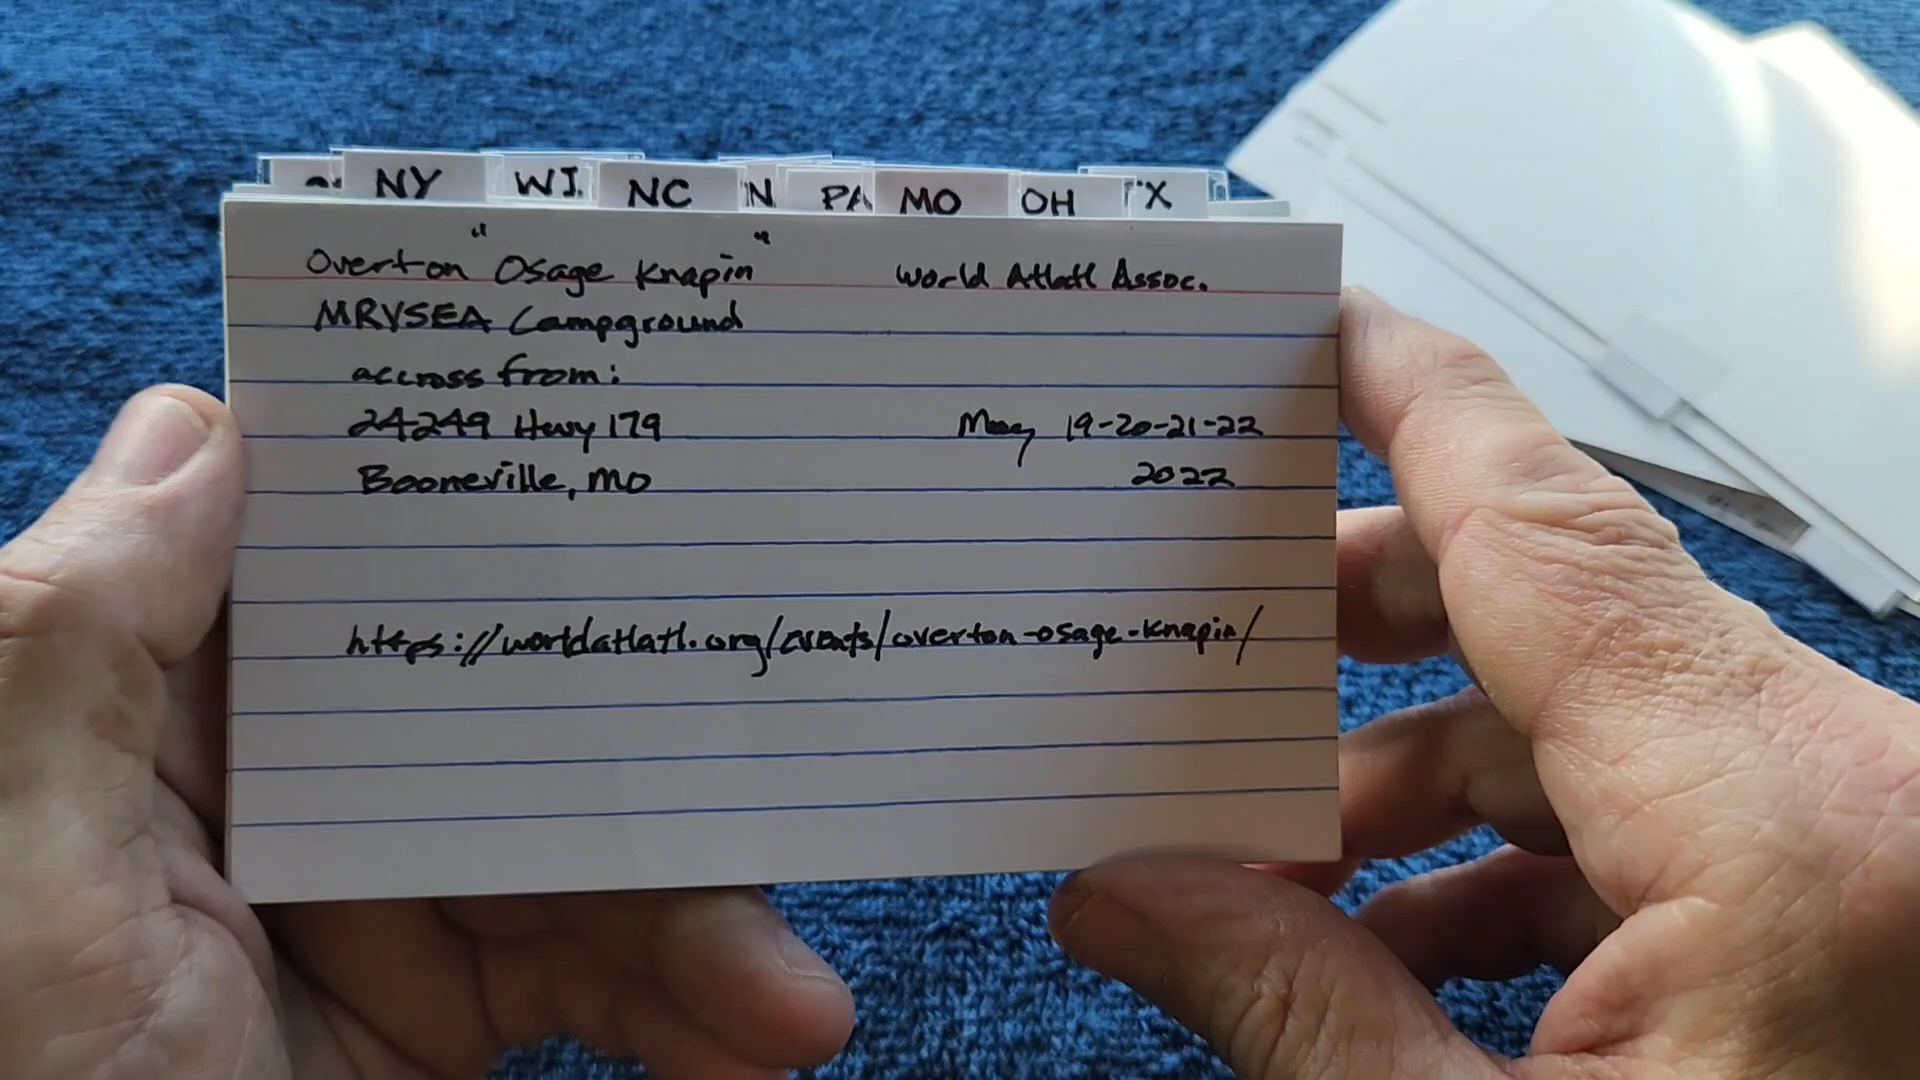 NY WI. NC PA MO OH
Overton "Osage Knapin" World Atlatl Assoc.
MRVSEA Campground
accross from:
24249 Hwy 179 May 19-20-21-22
Booneville, MO 2022
https://worldatlatl.org/events/overton-osage-knapin/